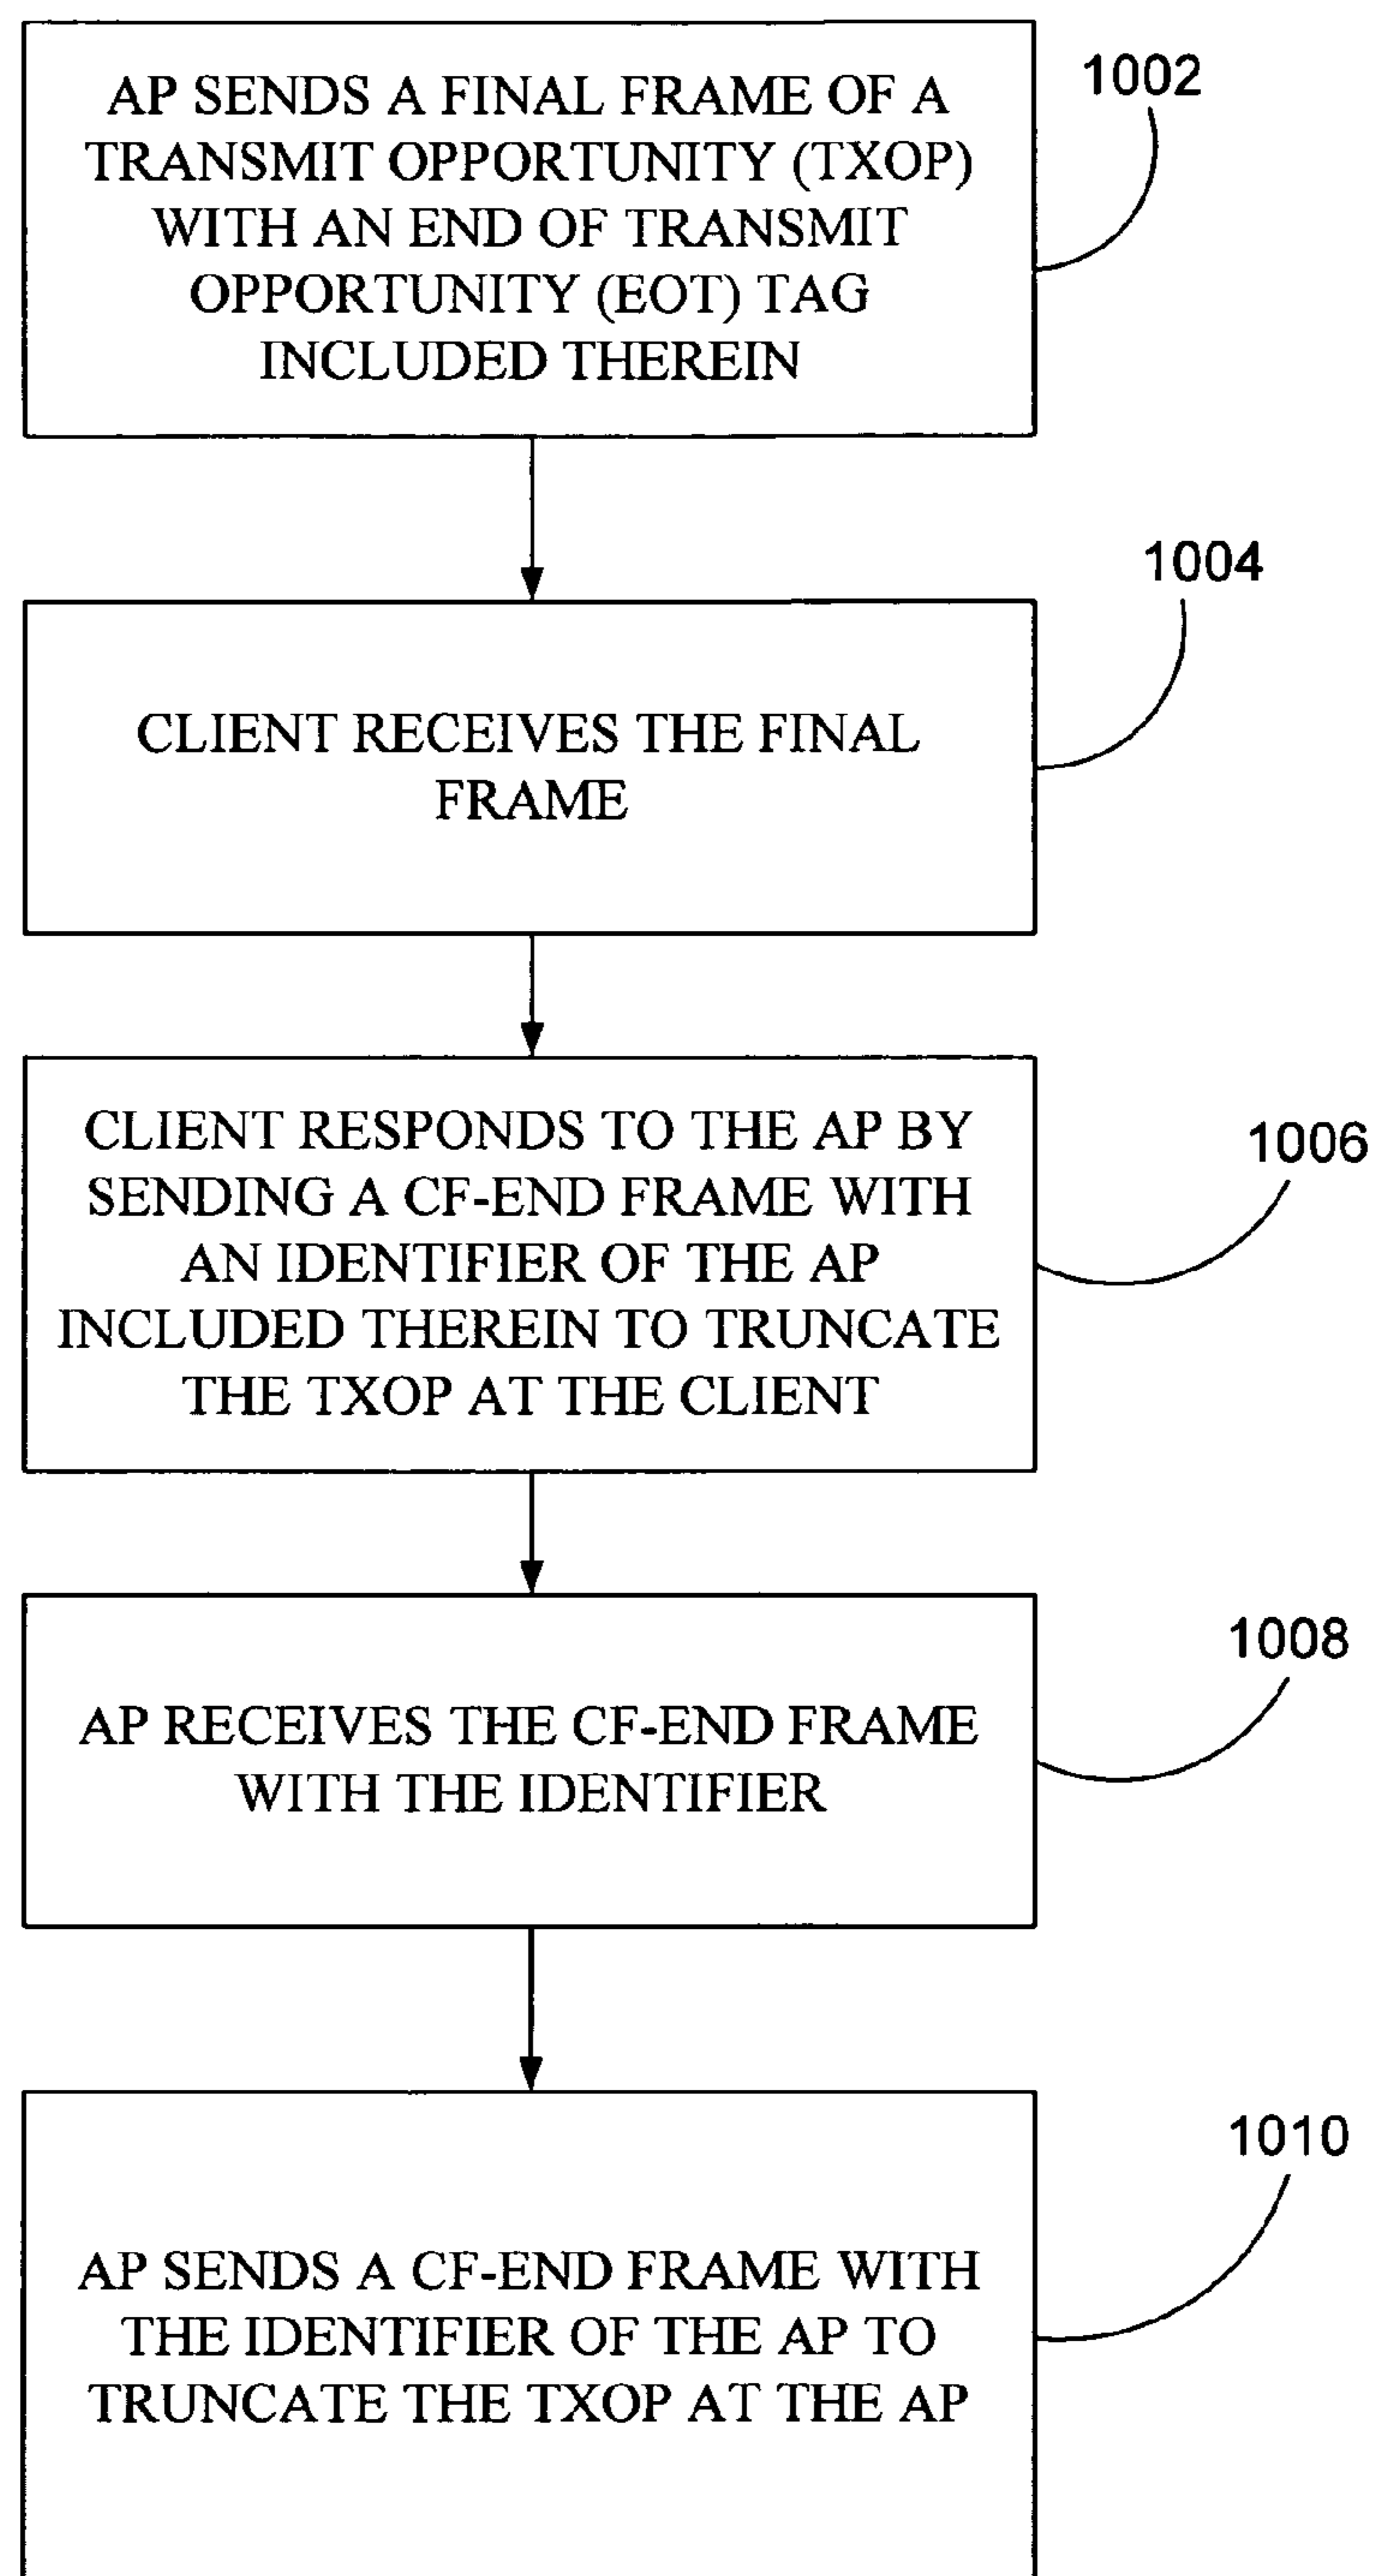 AP SENDS A FINAL FRAME OF A
TRANSMIT OPPORTUNITY (TXOP)
WITH AN END OF TRANSMIT
OPPORTUNITY (EOT) TAG
INCLUDED THEREIN
1002
1004
CLIENT RECEIVES THE FINAL
FRAME
CLIENT RESPONDS TO THE AP BY
SENDING A CF-END FRAME WITH
AN IDENTIFIER OF THE AP
INCLUDED THEREIN TO TRUNCATE
THE TXOP AT THE CLIENT
1006
1008
AP RECEIVES THE CF-END FRAME
WITH THE IDENTIFIER
1010
AP SENDS A CF-END FRAME WITH
THE IDENTIFIER OF THE AP TO
TRUNCATE THE TXOP AT THE AP